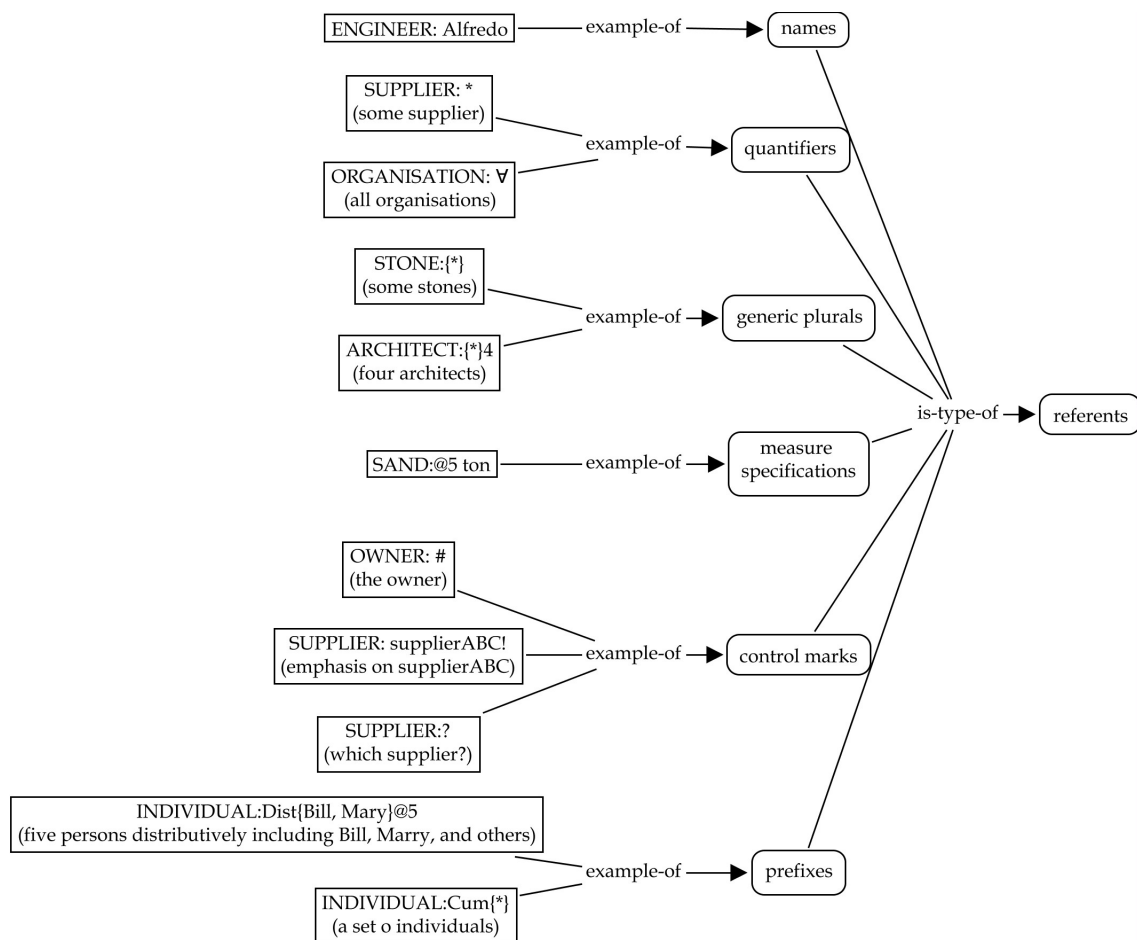 ENGINEER: Alfredo
example-of
names
SUPPLIER: *
(some supplier)
example-of
quantifiers
ORGANISATION: ∀
(all organisations)
STONE:{*}
(some stones)
example-of
generic plurals
ARCHITECT:{*}4
(four architects)
is-type-of
referents
SAND:@5 ton
example-of
measure
specifications
OWNER: #
(the owner)
SUPPLIER: supplierABC!
(emphasis on supplierABC)
example-of
control marks
SUPPLIER:?
(which supplier?)
INDIVIDUAL:Dist{Bill, Mary}@5
(five persons distributively including Bill, Marry, and others)
example-of
prefixes
INDIVIDUAL:Cum{*}
(a set o individuals)